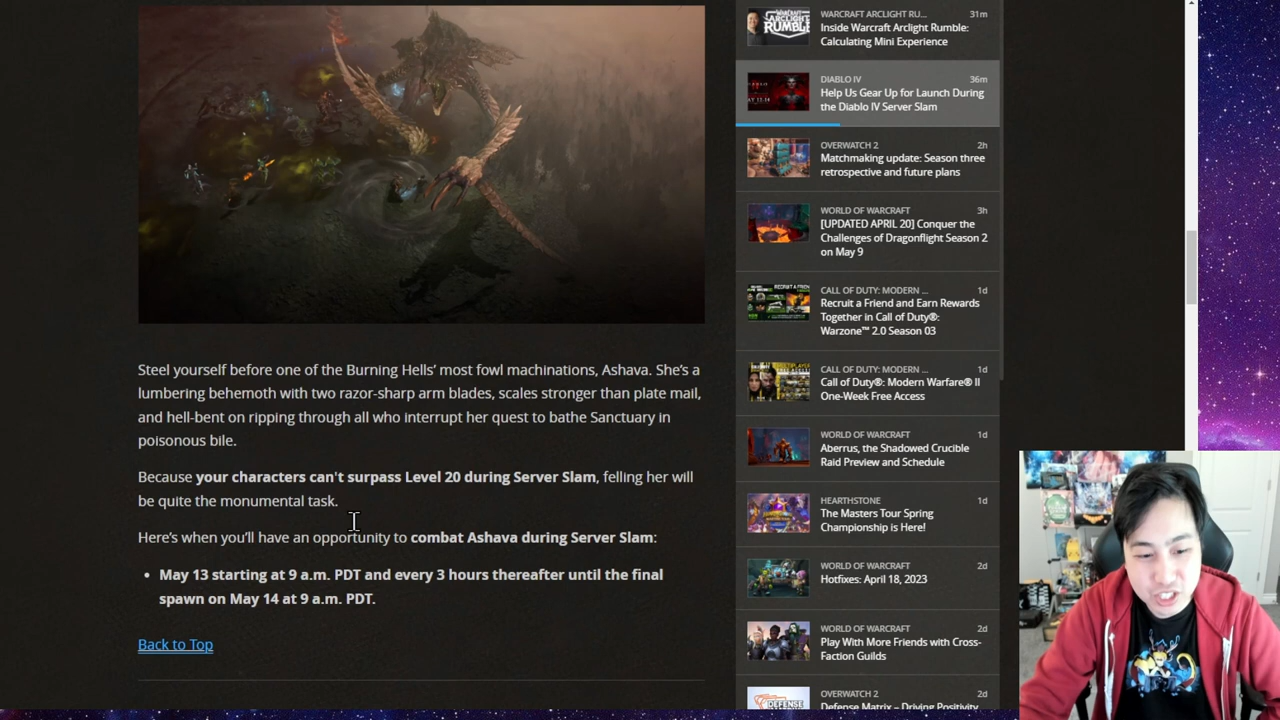 Steel yourself before one of the Burning Hells’ most fowl machinations, Ashava. She’s a
lumbering behemoth with two razor-sharp arm blades, scales stronger than plate mail,
and hell-bent on ripping through all who interrupt her quest to bathe Sanctuary in
poisonous bile.
Because your characters can't surpass Level 20 during Server Slam, felling her will
be quite the monumental task.
Here’s when you’ll have an opportunity to combat Ashava during Server Slam:
• May 13 starting at 9 a.m. PDT and every 3 hours thereafter until the final
spawn on May 14 at 9 a.m. PDT.
Back to Top
WARCRAFT ARCLIGHT RU... 31m
Inside Warcraft Arclight Rumble:
Calculating Mini Experience
DIABLO IV 36m
Help Us Gear Up for Launch During
the Diablo IV Server Slam
OVERWATCH 2 2h
Matchmaking update: Season three
retrospective and future plans
WORLD OF WARCRAFT 3h
[UPDATED APRIL 20] Conquer the
Challenges of Dragonflight Season 2
on May 9
CALL OF DUTY: MODERN ... 1d
Recruit a Friend and Earn Rewards
Together in Call of Duty®:
Warzone™ 2.0 Season 03
CALL OF DUTY: MODERN ... 1d
Call of Duty®: Modern Warfare® II
One-Week Free Access
WORLD OF WARCRAFT 1d
Aberrus, the Shadowed Crucible
Raid Preview and Schedule
HEARTHSTONE 1d
The Masters Tour Spring
Championship is Here!
WORLD OF WARCRAFT 2d
Hotfixes: April 18, 2023
WORLD OF WARCRAFT 2d
Play With More Friends with Cross-
Faction Guilds
OVERWATCH 2 2d
Defense Matrix – Driving Positivity
ARCLIGHT
RUMBLE
DEFENSE